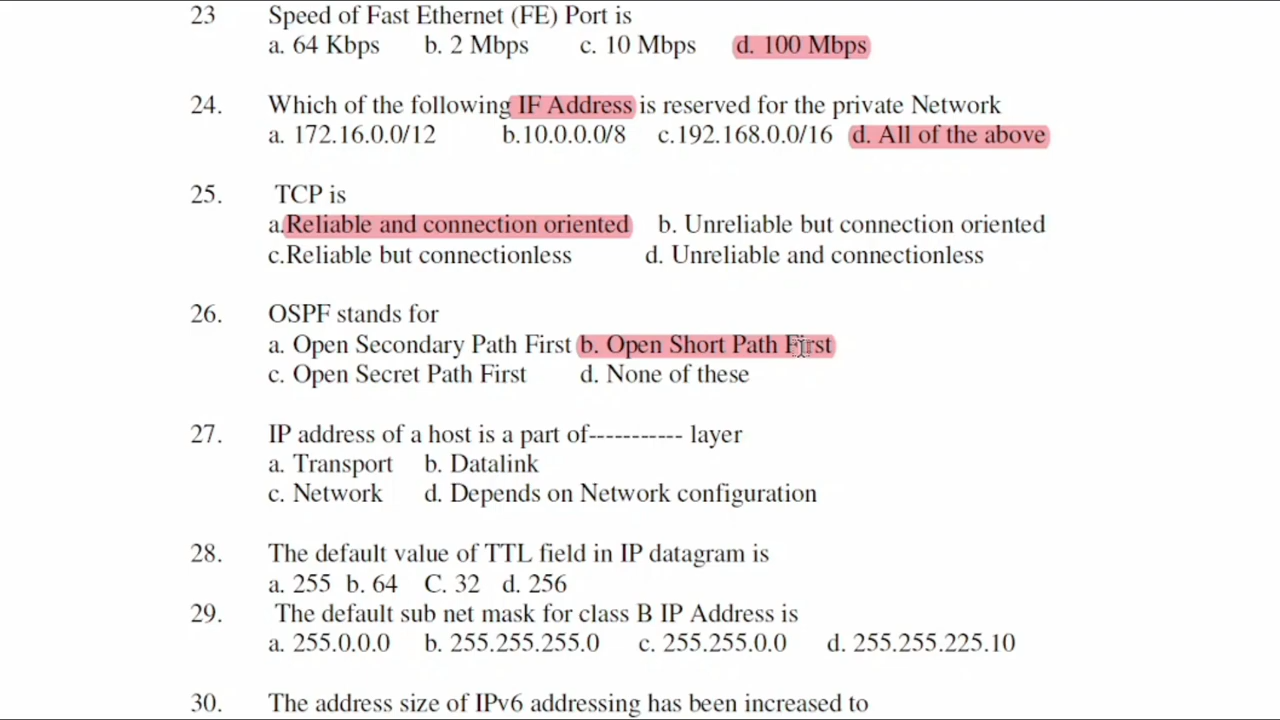 23 Speed of Fast Ethernet (FE) Port is
a. 64 Kbps b. 2 Mbps c. 10 Mbps d. 100 Mbps
24. Which of the following IF Address is reserved for the private Network
a. 172.16.0.0/12 b.10.0.0.0/8 c.192.168.0.0/16 d. All of the above
25. TCP is
a.Reliable and connection oriented b. Unreliable but connection oriented
c.Reliable but connectionless d. Unreliable and connectionless
26. OSPF stands for
a. Open Secondary Path First b. Open Short Path First
c. Open Secret Path First d. None of these
27. IP address of a host is a part of----------- layer
a. Transport b. Datalink
c. Network d. Depends on Network configuration
28. The default value of TTL field in IP datagram is
a. 255 b. 64 C. 32 d. 256
29. The default sub net mask for class B IP Address is
a. 255.0.0.0 b. 255.255.255.0 c. 255.255.0.0 d. 255.255.225.10
30. The address size of IPv6 addressing has been increased to